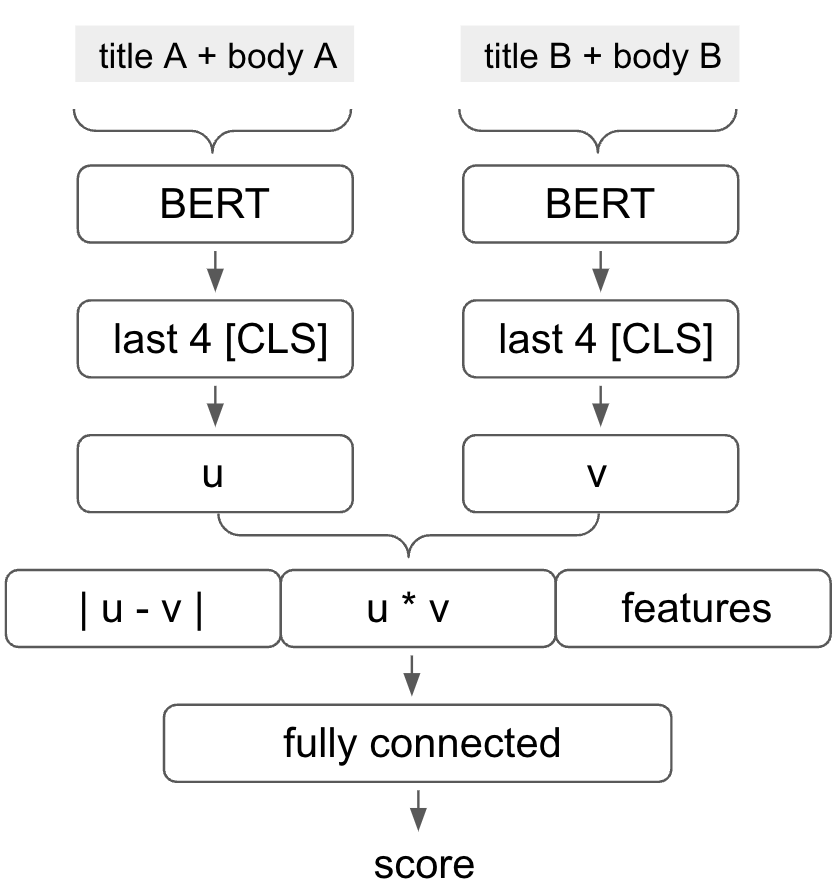 title A + body A
title B + body B
BERT
BERT
last 4 [CLS]
last 4 [CLS]
u
v
| u - v |
u * v
features
fully connected
score